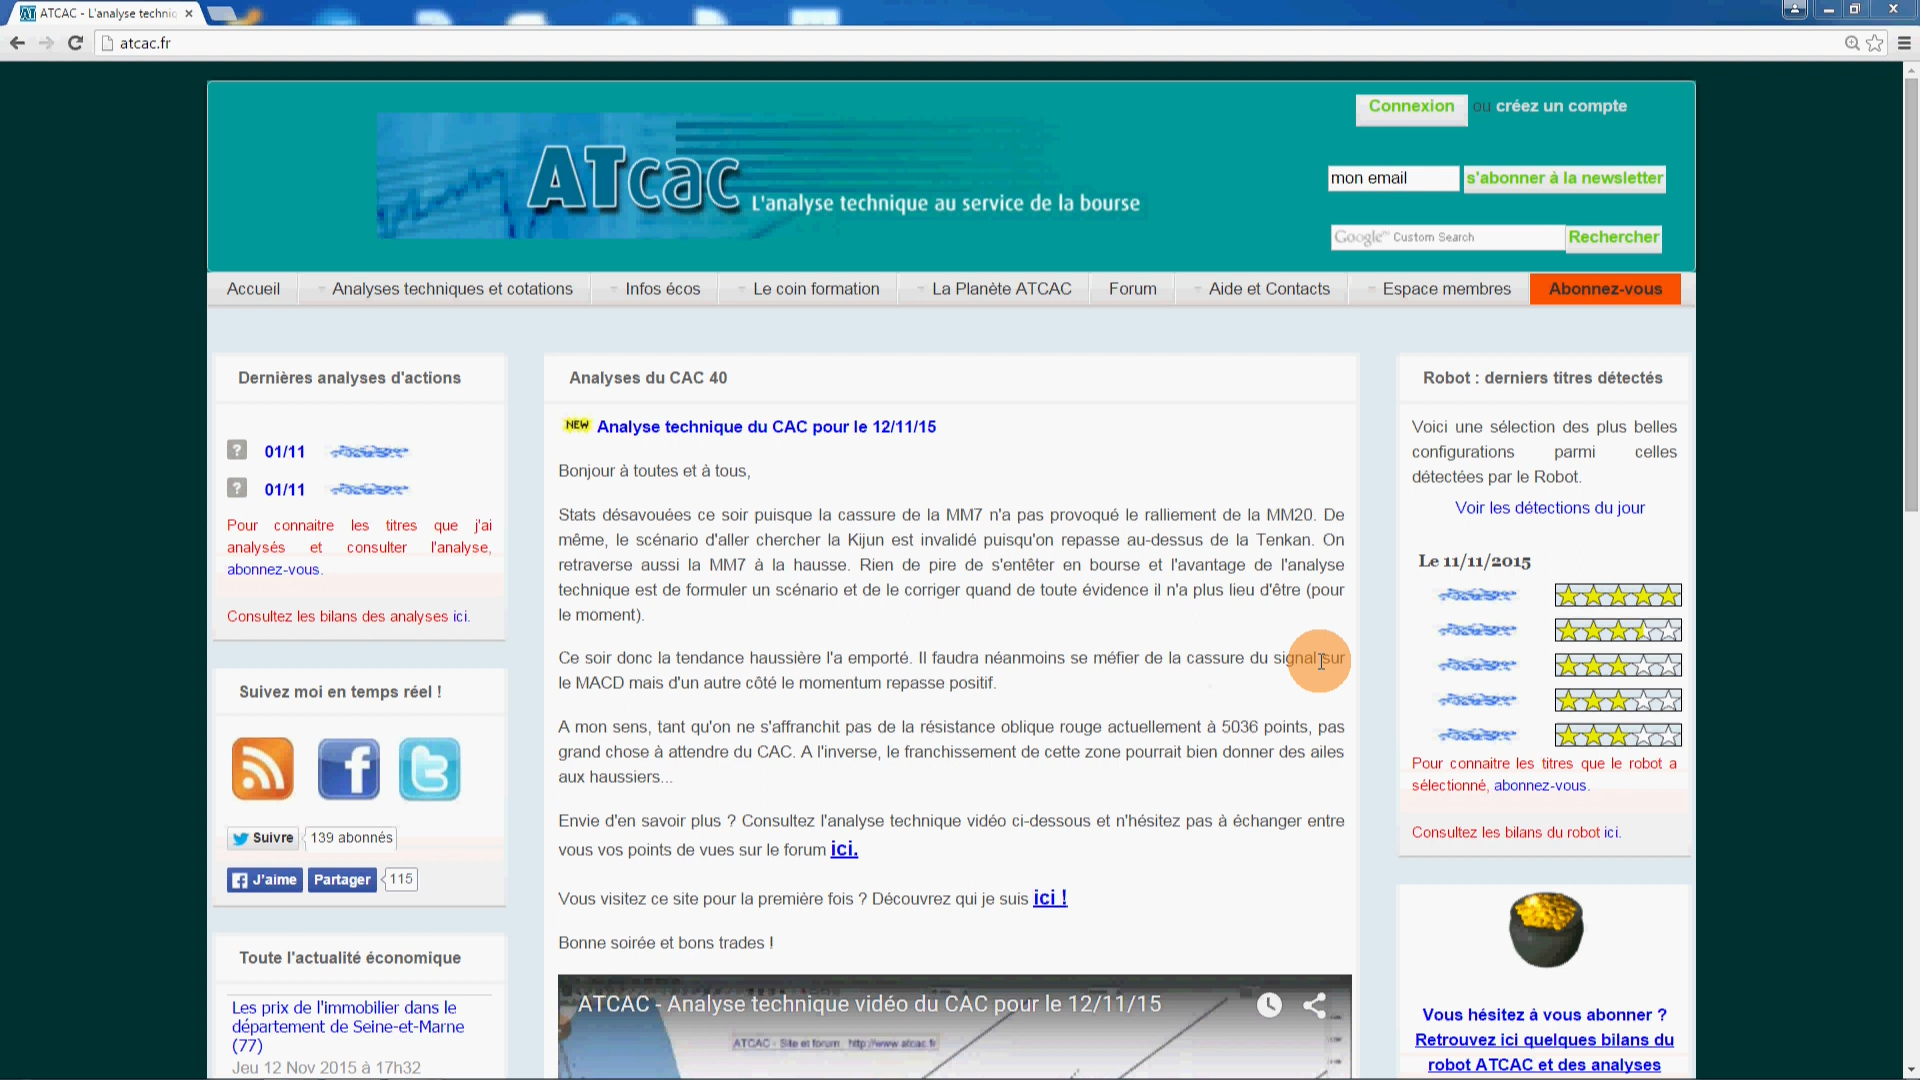 ATCAC - L'analyse technic
atcac.fr
Connexion ou créez un compte
ATcac L'analyse technique au service de la bourse
mon email s'abonner à la newsletter
Google™ Custom Search Rechercher
Accueil Analyses techniques et cotations Infos écos Le coin formation La Planète ATCAC Forum Aide et Contacts Espace membres Abonnez-vous
Dernières analyses d'actions
? 01/11
? 01/11
Pour connaitre les titres que j'ai
analysés et consulter l'analyse,
abonnez-vous.
Consultez les bilans des analyses ici.
Suivez moi en temps réel !
Suivre 139 abonnés
J'aime Partager 115
Toute l'actualité économique
Les prix de l'immobilier dans le
département de Seine-et-Marne
(77)
Jeu 12 Nov 2015 à 17h32
Analyses du CAC 40
NEW Analyse technique du CAC pour le 12/11/15
Bonjour à toutes et à tous,
Stats désavouées ce soir puisque la cassure de la MM7 n'a pas provoqué le ralliement de la MM20. De
même, le scénario d'aller chercher la Kijun est invalidé puisqu'on repasse au-dessus de la Tenkan. On
retraverse aussi la MM7 à la hausse. Rien de pire de s'entêter en bourse et l'avantage de l'analyse
technique est de formuler un scénario et de le corriger quand de toute évidence il n'a plus lieu d'être (pour
le moment).
Ce soir donc la tendance haussière l'a emporté. Il faudra néanmoins se méfier de la cassure du signal sur
le MACD mais d'un autre côté le momentum repasse positif.
A mon sens, tant qu'on ne s'affranchit pas de la résistance oblique rouge actuellement à 5036 points, pas
grand chose à attendre du CAC. A l'inverse, le franchissement de cette zone pourrait bien donner des ailes
aux haussiers...
Envie d'en savoir plus ? Consultez l'analyse technique vidéo ci-dessous et n'hésitez pas à échanger entre
vous vos points de vues sur le forum ici.
Vous visitez ce site pour la première fois ? Découvrez qui je suis ici !
Bonne soirée et bons trades !
ATCAC - Analyse technique vidéo du CAC pour le 12/11/15
ATCAC - Site et forum http://www.atcac.fr
Robot : derniers titres détectés
Voici une sélection des plus belles
configurations parmi celles
détectées par le Robot.
Voir les détections du jour
Le 11/11/2015
Pour connaitre les titres que le robot a
sélectionné, abonnez-vous.
Consultez les bilans du robot ici.
Vous hésitez à vous abonner ?
Retrouvez ici quelques bilans du
robot ATCAC et des analyses